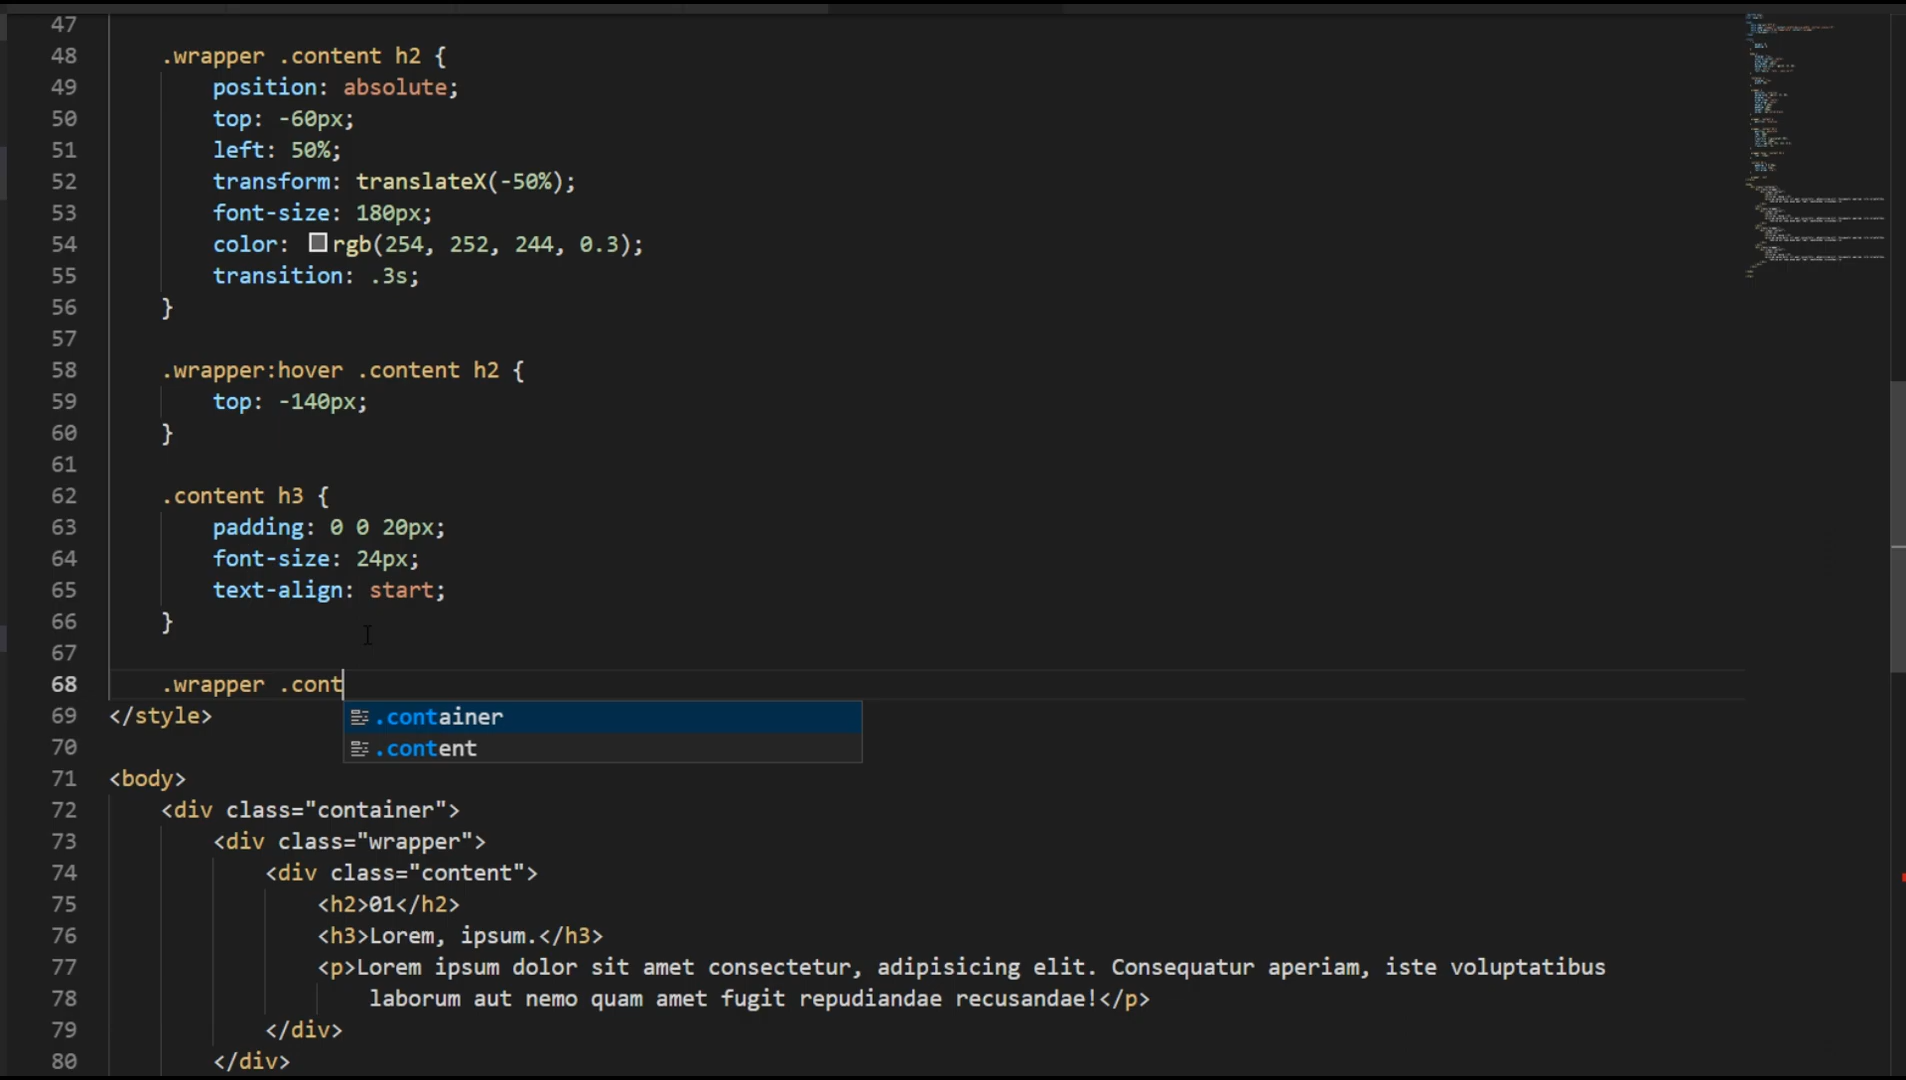 47
48 .wrapper .content h2 {
49 position: absolute;
50 top: -60px;
51 left: 50%;
52 transform: translateX(-50%);
53 font-size: 180px;
54 color: rgb(254, 252, 244, 0.3);
55 transition: .3s;
56 }
57
58 .wrapper:hover .content h2 {
59 top: -140px;
60 }
61
62 .content h3 {
63 padding: 0 0 20px;
64 font-size: 24px;
65 text-align: start;
66 }
67
68 .wrapper .cont
69 </style>
.container
70
.content
71 <body>
72 <div class="container">
73 <div class="wrapper">
74 <div class="content">
75 <h2>01</h2>
76 <h3>Lorem, ipsum.</h3>
77 <p>Lorem ipsum dolor sit amet consectetur, adipisicing elit. Consequatur aperiam, iste voluptatibus
78 laborum aut nemo quam amet fugit repudiandae recusandae!</p>
79 </div>
80 </div>